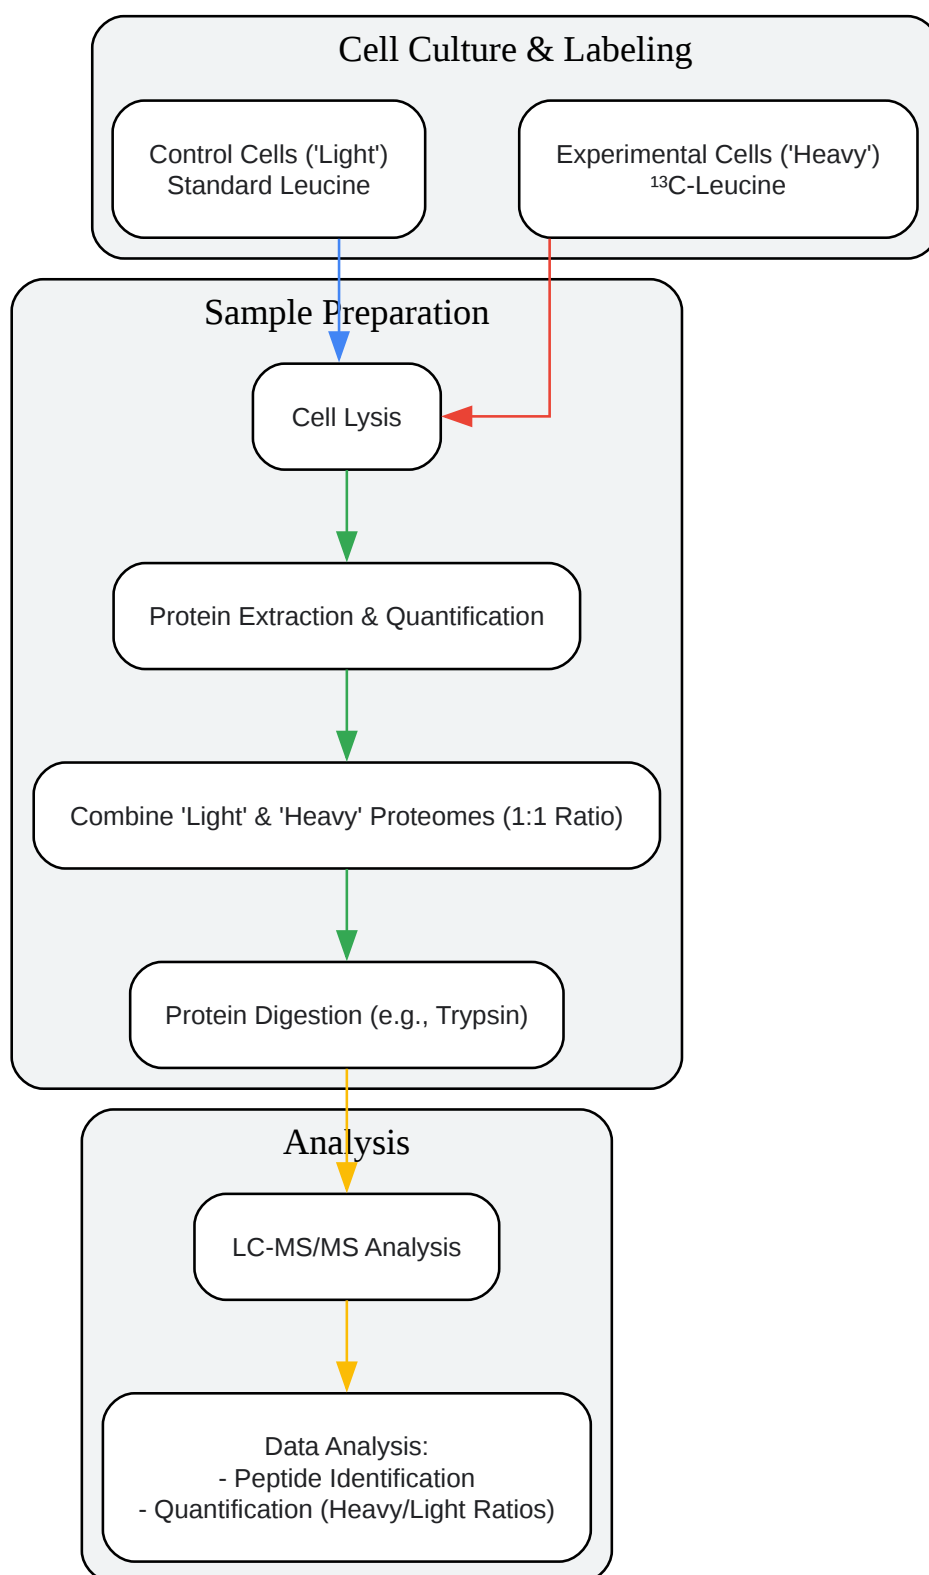 Cell Culture & Labeling
Control Cells ('Light')
Standard Leucine
Experimental Cells ('Heavy')
¹³C-Leucine
Sample Preparation
Cell Lysis
Protein Extraction & Quantification
Combine 'Light' & 'Heavy' Proteomes (1:1 Ratio)
Protein Digestion (e.g., Trypsin)
Analysis
LC-MS/MS Analysis
Data Analysis:
- Peptide Identification
- Quantification (Heavy/Light Ratios)